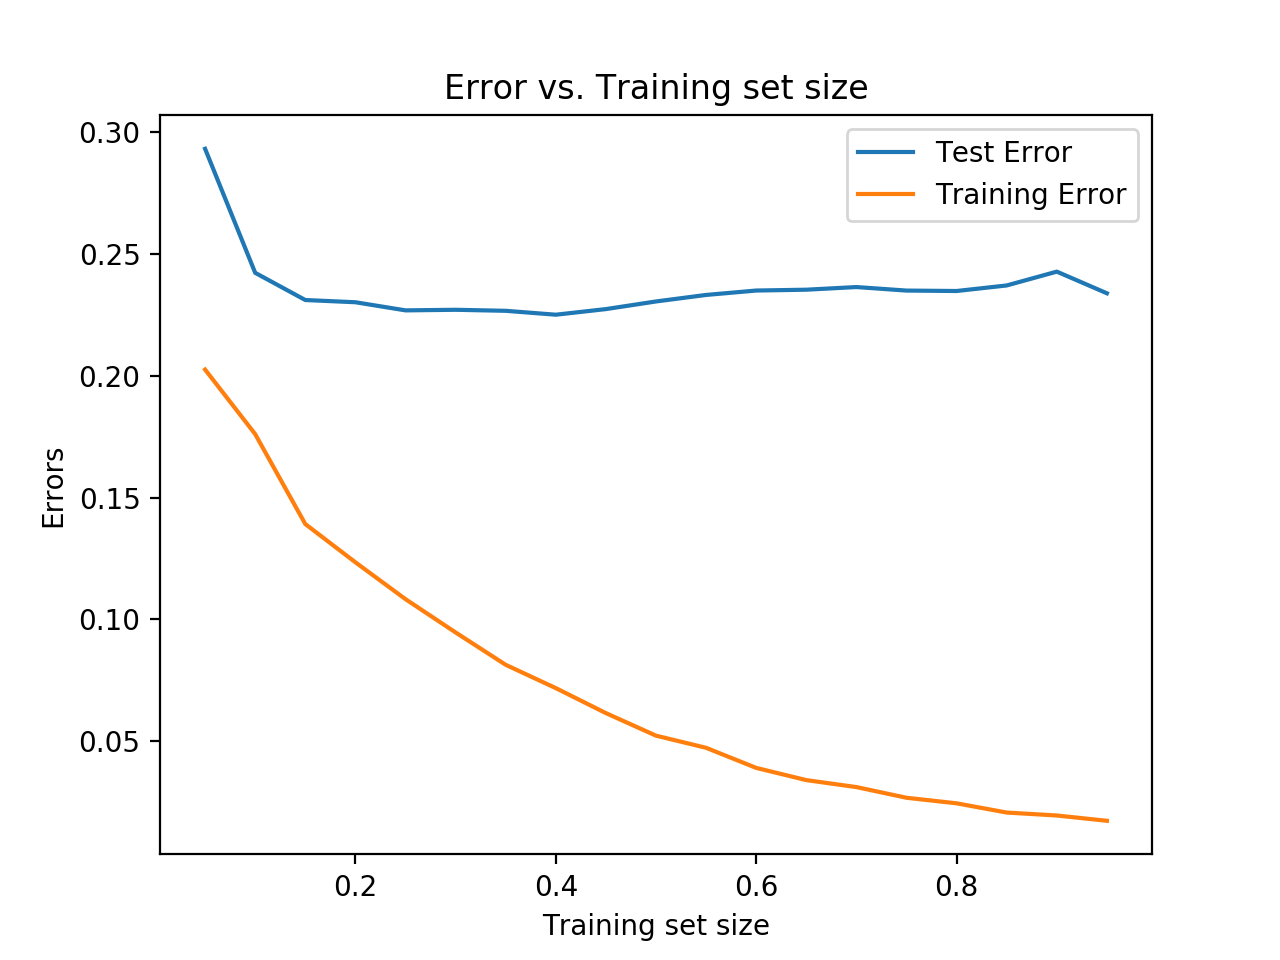 Error vs. Training set size
Test Error
Training Error
0.30
0.25
0.20
0.15
0.10
0.05
Errors
0.2
0.4
0.6
0.8
Training set size